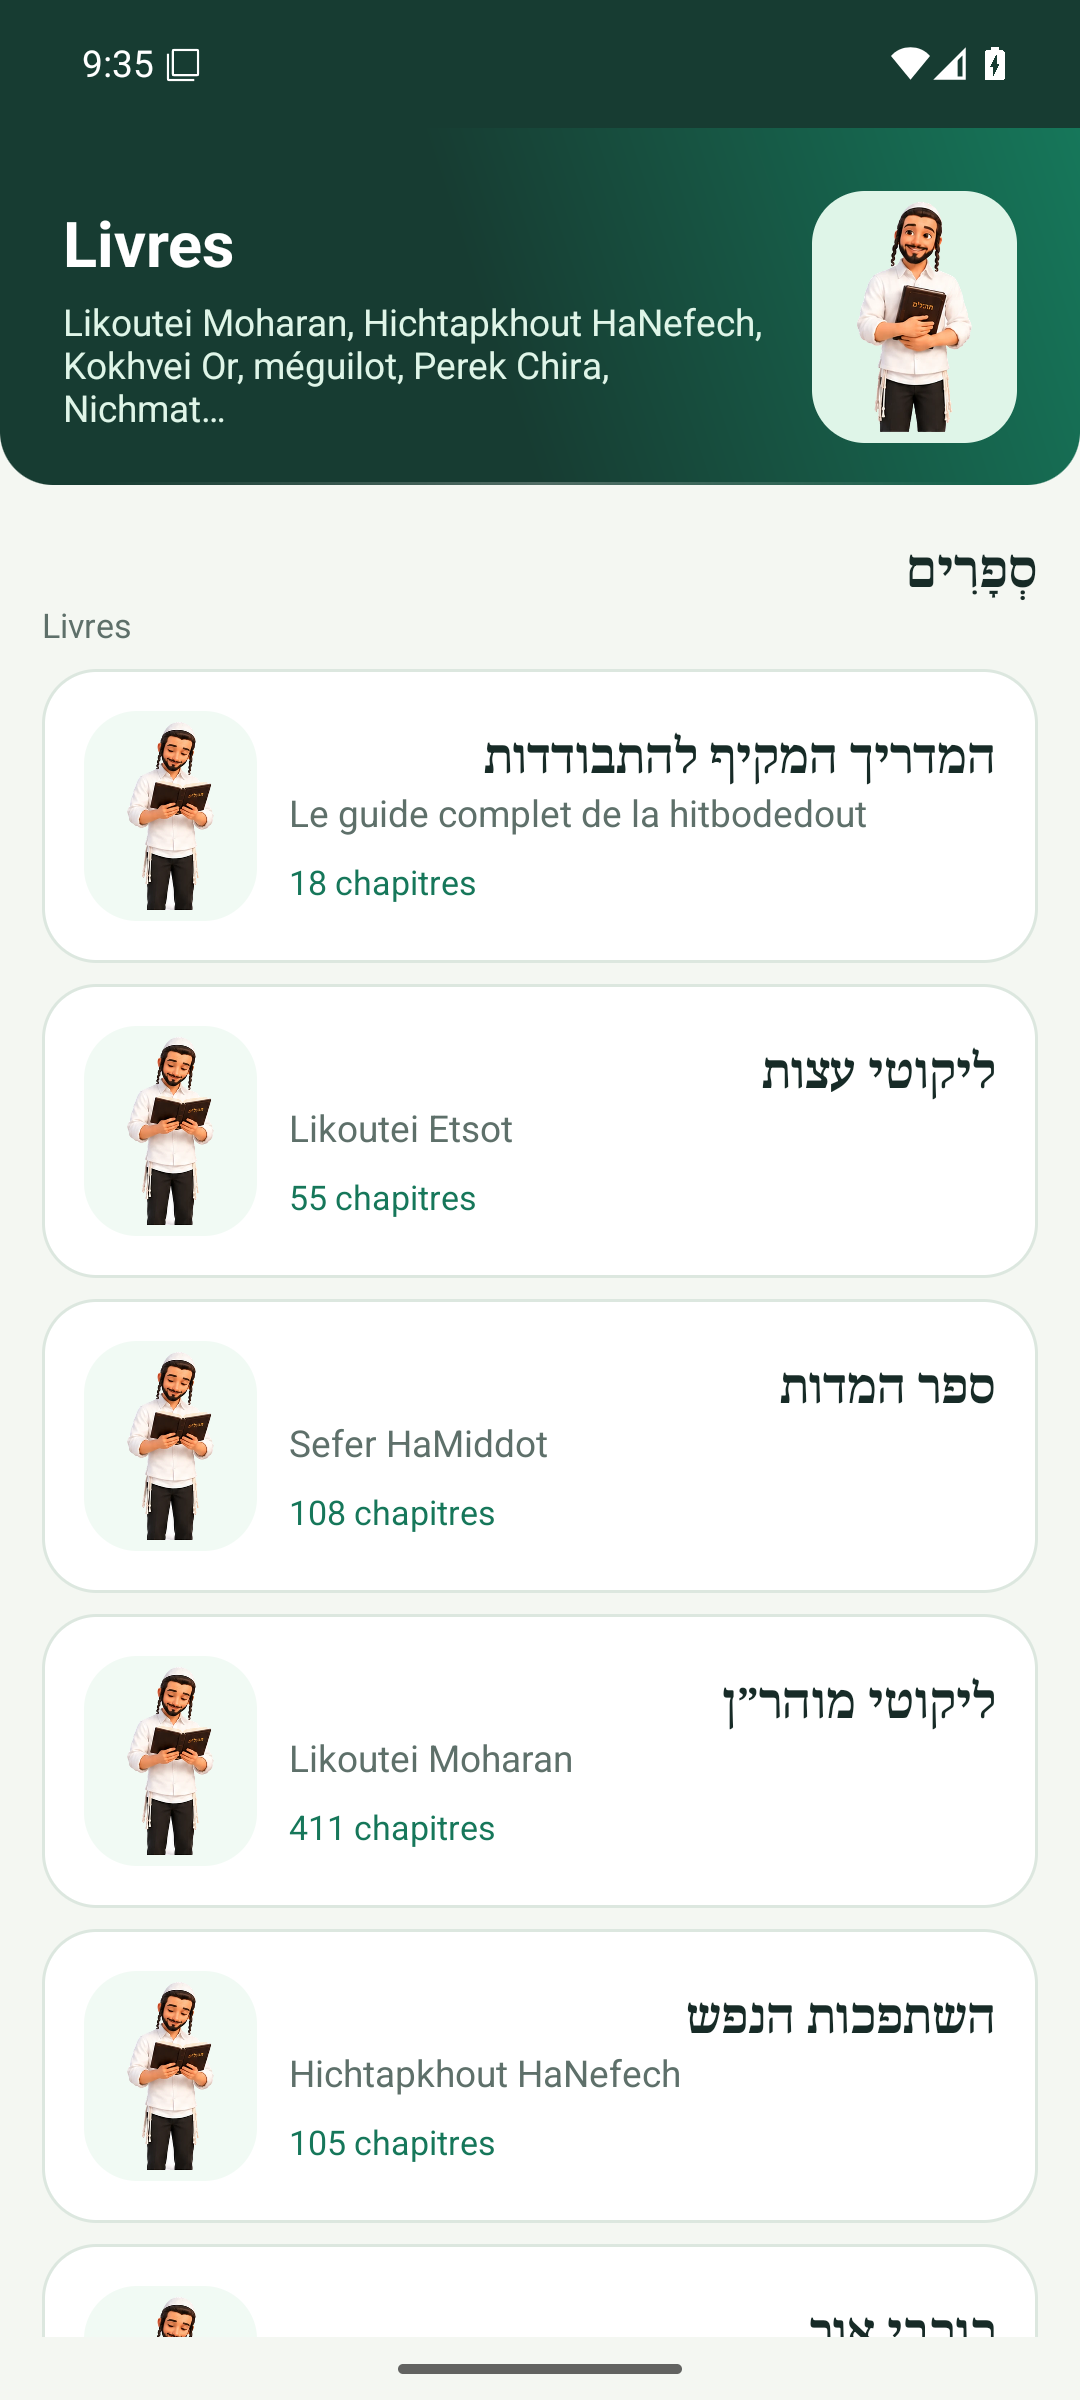 9:35
Livres
Likoutei Moharan, Hichtapkhout HaNefech,
Kokhvei Or, méguilot, Perek Chira,
Nichmat...
סְפָרִים
Livres
המדריך המקיף להתבודדות
Le guide complet de la hitbodedout
18 chapitres
ליקוטי עצות
Likoutei Etsot
55 chapitres
ספר המדות
Sefer HaMiddot
108 chapitres
ליקוטי מוהר״ן
Likoutei Moharan
411 chapitres
השתפכות הנפש
Hichtapkhout HaNefech
105 chapitres
כוכבי אור